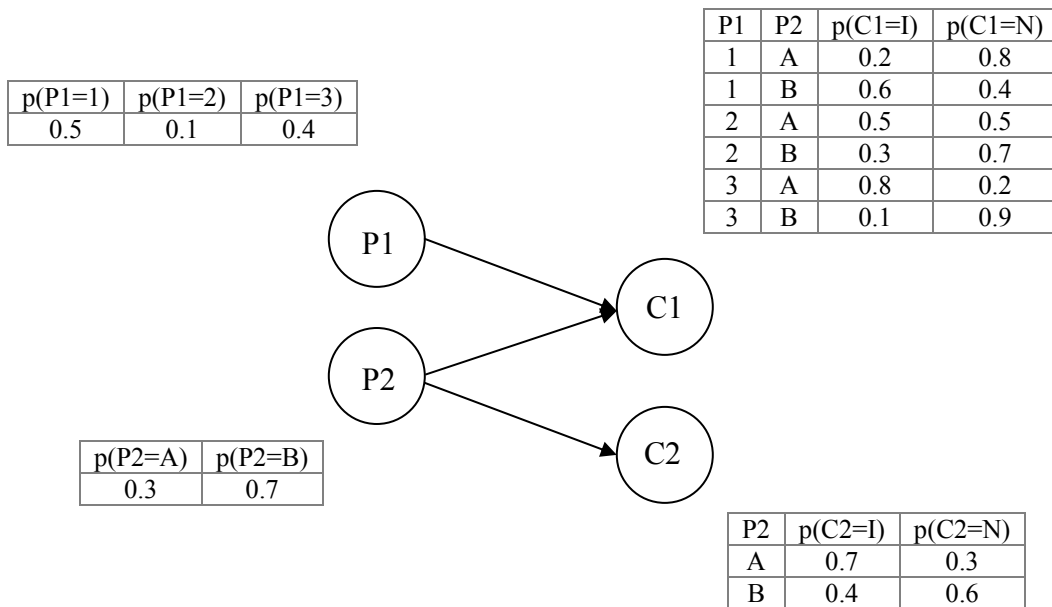 P1 P2 p(C1=I) p(C1=N)
1 A 0.2 0.8
1 B 0.6 0.4
2 A 0.5 0.5
2 B 0.3 0.7
3 A 0.8 0.2
3 B 0.1 0.9
p(P1=1) p(P1=2) p(P1=3)
0.5 0.1 0.4
P1
C1
P2
C2
p(P2=A) p(P2=B)
0.3 0.7
P2 p(C2=I) p(C2=N)
A 0.7 0.3
B 0.4 0.6